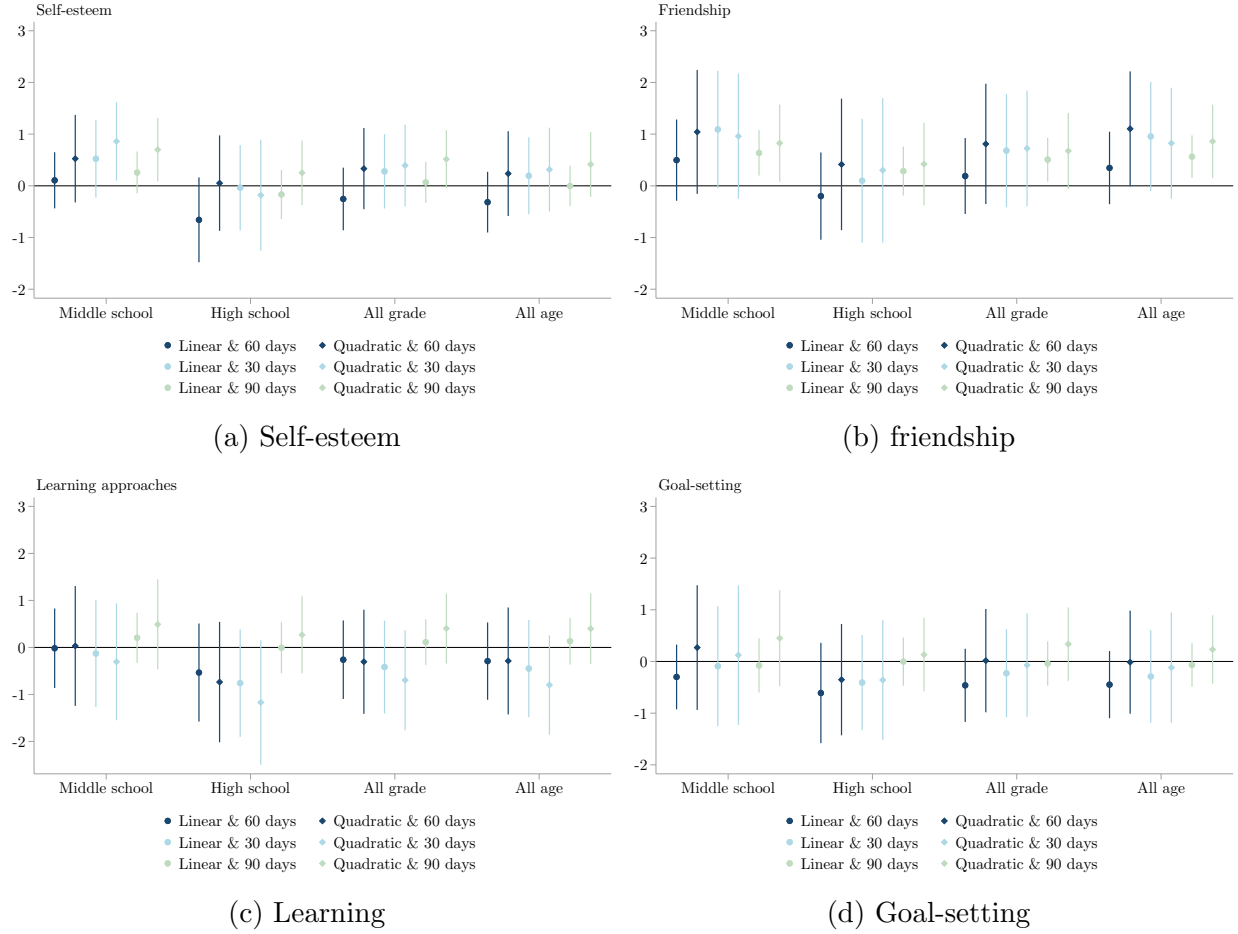 Self-esteem
3
2
1
0
-1
-2
Middle school High school All grade All age
Linear & 60 days Quadratic & 60 days
Linear & 30 days Quadratic & 30 days
Linear & 90 days Quadratic & 90 days
(a) Self-esteem
Friendship
3
2
1
0
-1
-2
Middle school High school All grade All age
Linear & 60 days Quadratic & 60 days
Linear & 30 days Quadratic & 30 days
Linear & 90 days Quadratic & 90 days
(b) friendship
Learning approaches
3
2
1
0
-1
-2
Middle school High school All grade All age
Linear & 60 days Quadratic & 60 days
Linear & 30 days Quadratic & 30 days
Linear & 90 days Quadratic & 90 days
(c) Learning
Goal-setting
3
2
1
0
-1
-2
Middle school High school All grade All age
Linear & 60 days Quadratic & 60 days
Linear & 30 days Quadratic & 30 days
Linear & 90 days Quadratic & 90 days
(d) Goal-setting